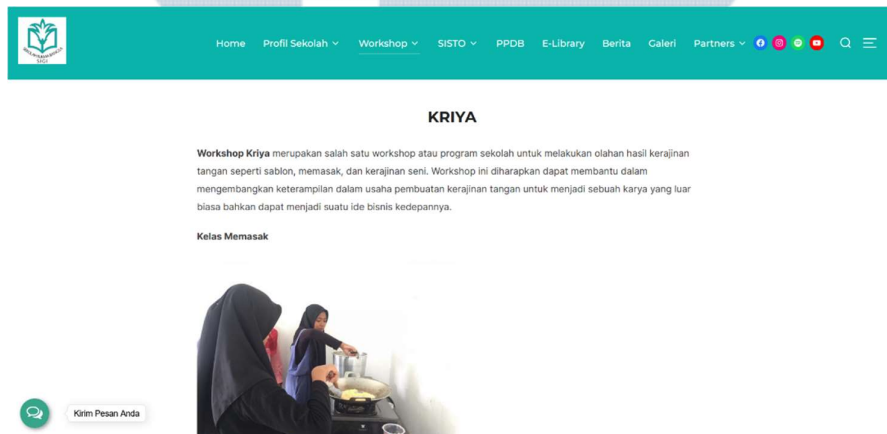 Home Profil Sekolah Workshop SISTO PPDB E-Library Berita Galeri Partners
SIGI
KRIYA
Workshop Kriya merupakan salah satu workshop atau program sekolah untuk melakukan olahan hasil kerajinan
tangan seperti sablon, memasak, dan kerajinan seni. Workshop ini diharapkan dapat membantu dalam
mengembangkan keterampilan dalam usaha pembuatan kerajinan tangan untuk menjadi sebuah karya yang luar
biasa bahkan dapat menjadi suatu ide bisnis kedepannya.
Kelas Memasak
Kirim Pesan Anda